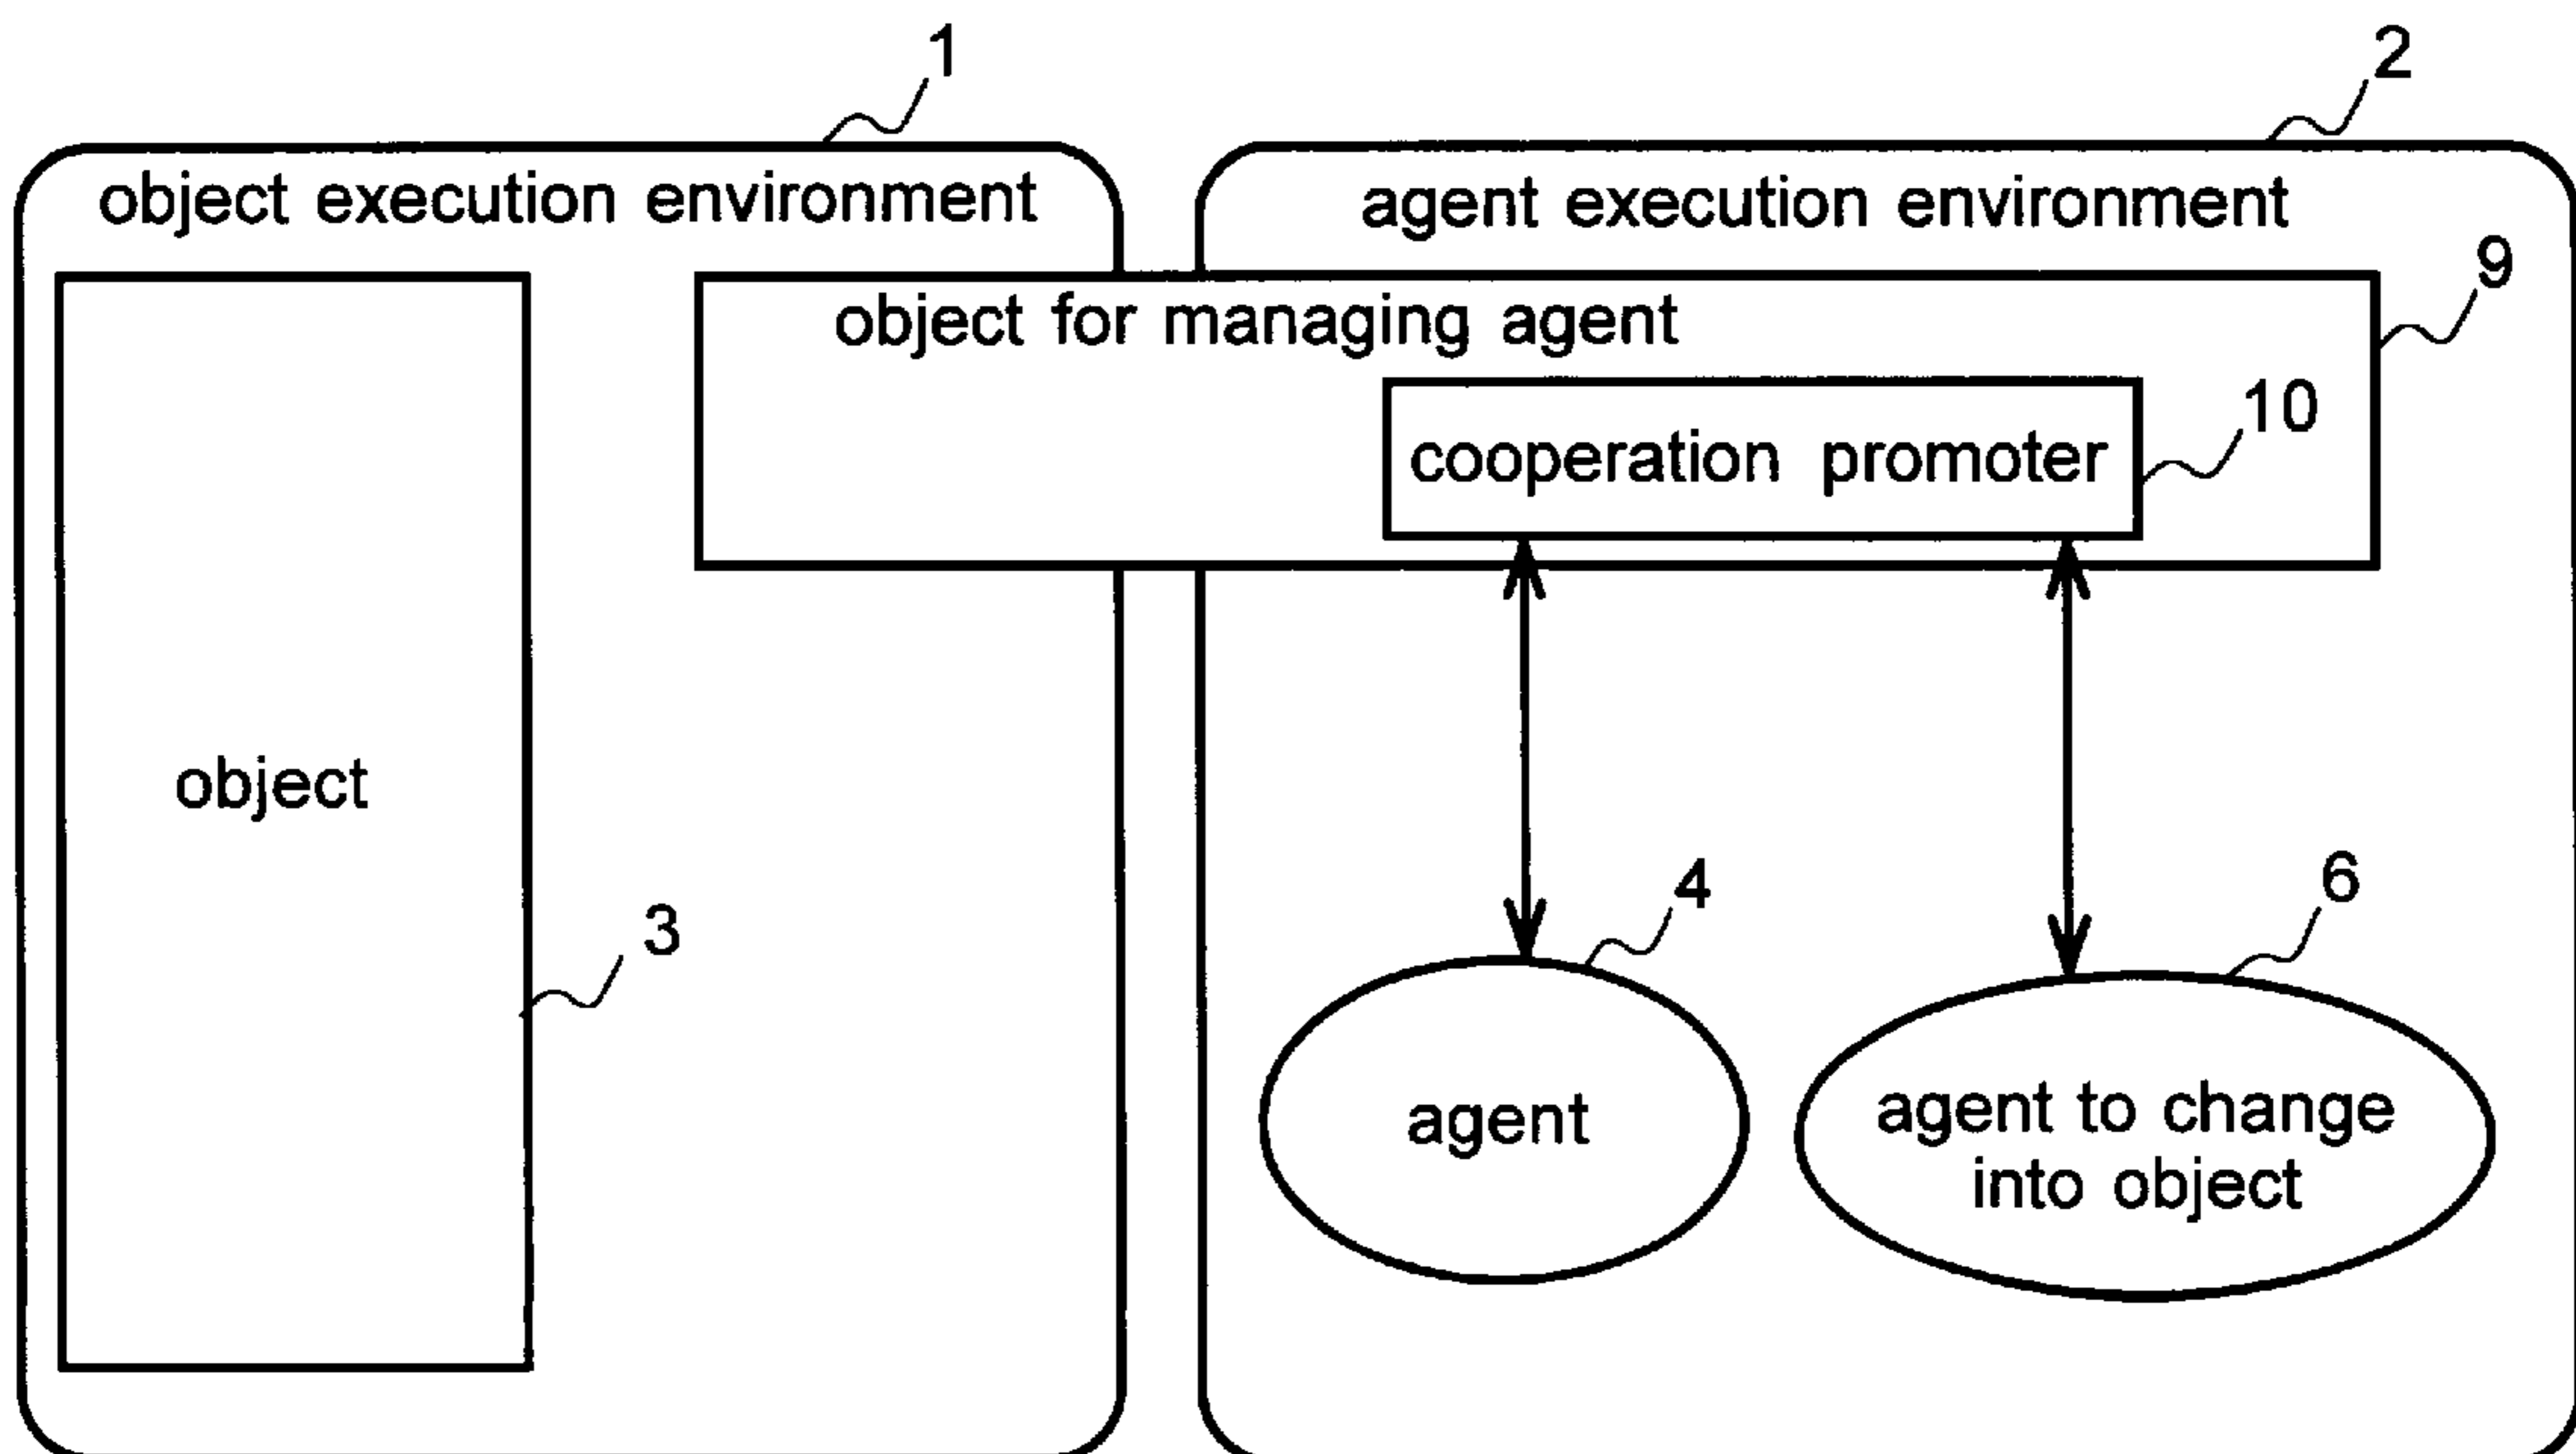 1
2
object execution environment
agent execution environment
9
object for managing agent
10
cooperation promoter
object
4
6
3
agent
agent to change
into object